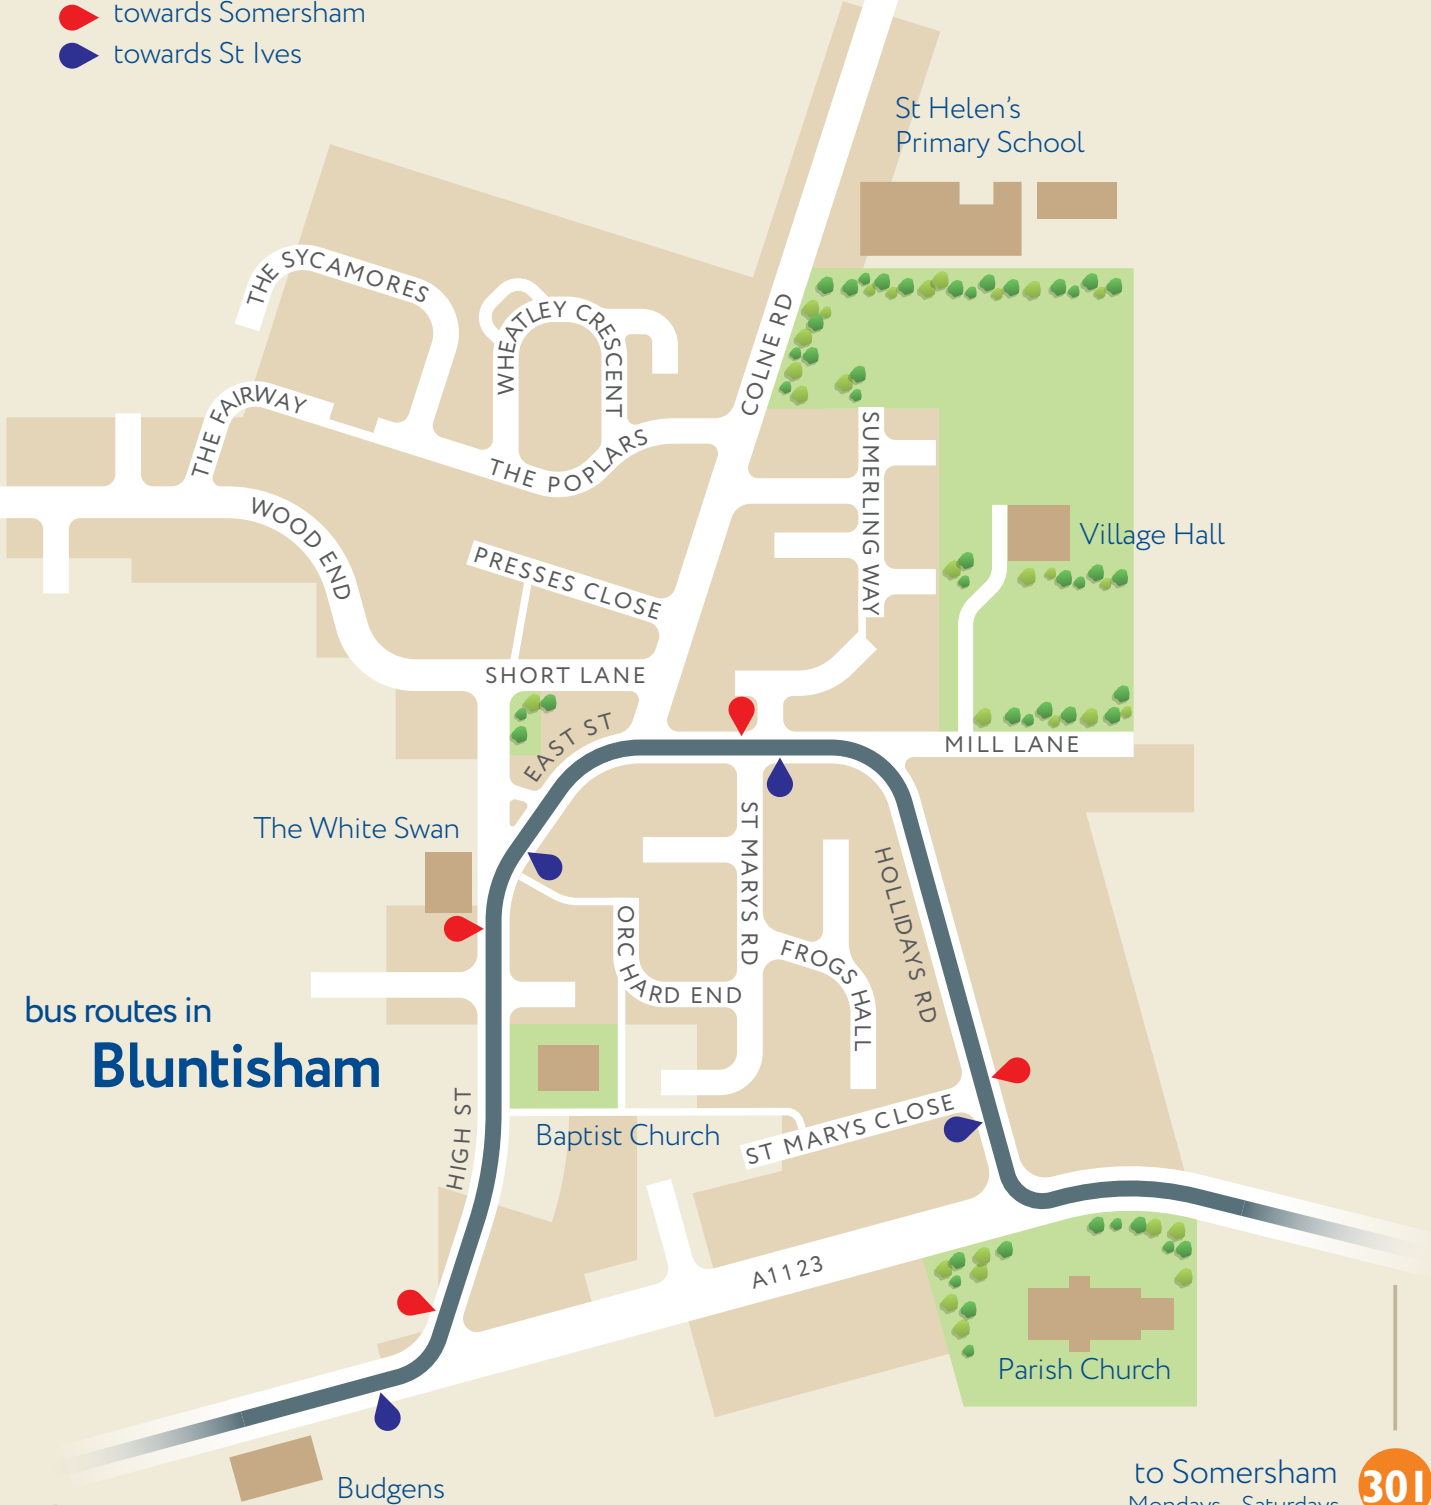 towards Somersham
towards St Ives
St Helen's
Primary School
THE SYCAMORES
WHEATLEY CRESCENT
COLNE RD
THE FAIRWAY
THE POPLARS
SUMERLING WAY
WOOD END
PRESSES CLOSE
Village Hall
SHORT LANE
EAST ST
MILL LANE
The White Swan
ST MARYS RD
HOLLIDAYS RD
ORCHARD END
FROGS HALL
bus routes in
Bluntisham
HIGH ST
Baptist Church
ST MARYS CLOSE
A1123
Parish Church
Budgens
to Somersham
301
Mondays - Saturdays